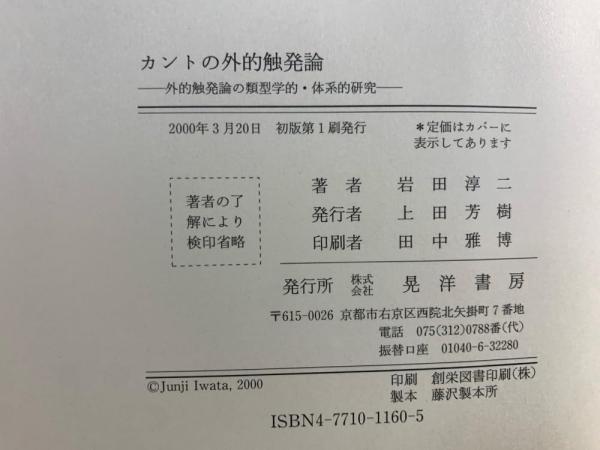 カントの外的触発論
——外的触発論の類型学的・体系的研究——
2000年3月20日 初版第1刷発行
＊定価はカバーに
表示してあります
著者の了
解により
検印省略
著者 岩田淳二
発行者 上田芳樹
印刷者 田中雅博
発行所 株式会社 晃洋書房
〒615-0026 京都市右京区西院北矢掛町7番地
電話 075(312)0788番(代)
振替口座 01040-6-32280
©Junji Iwata, 2000
印刷 創栄図書印刷(株)
製本 藤沢製本所
ISBN4-7710-1160-5